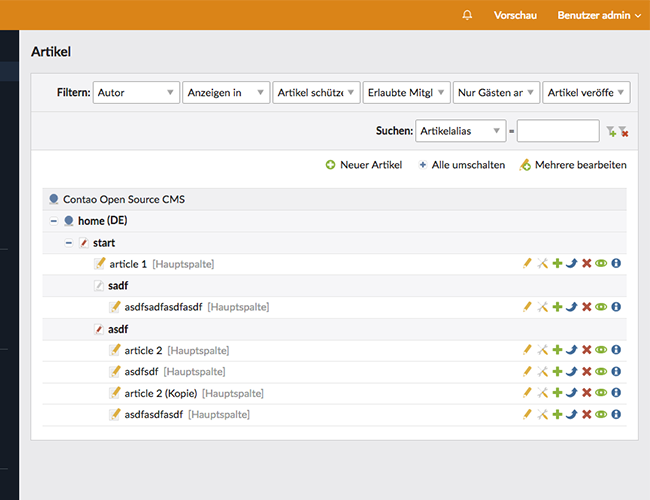 Vorschau Benutzer admin
Artikel
Filtern: Autor Anzeigen in Artikel schütze Erlaubte Mitgl Nur Gästen ar Artikel veröffe
Suchen: Artikelalias =
Neuer Artikel Alle umschalten Mehrere bearbeiten
Contao Open Source CMS
home (DE)
start
article 1 [Hauptspalte]
sadf
asdfsadfasdfasdf [Hauptspalte]
asdf
article 2 [Hauptspalte]
asdfsdf [Hauptspalte]
article 2 (Kopie) [Hauptspalte]
asdfasdfasdf [Hauptspalte]